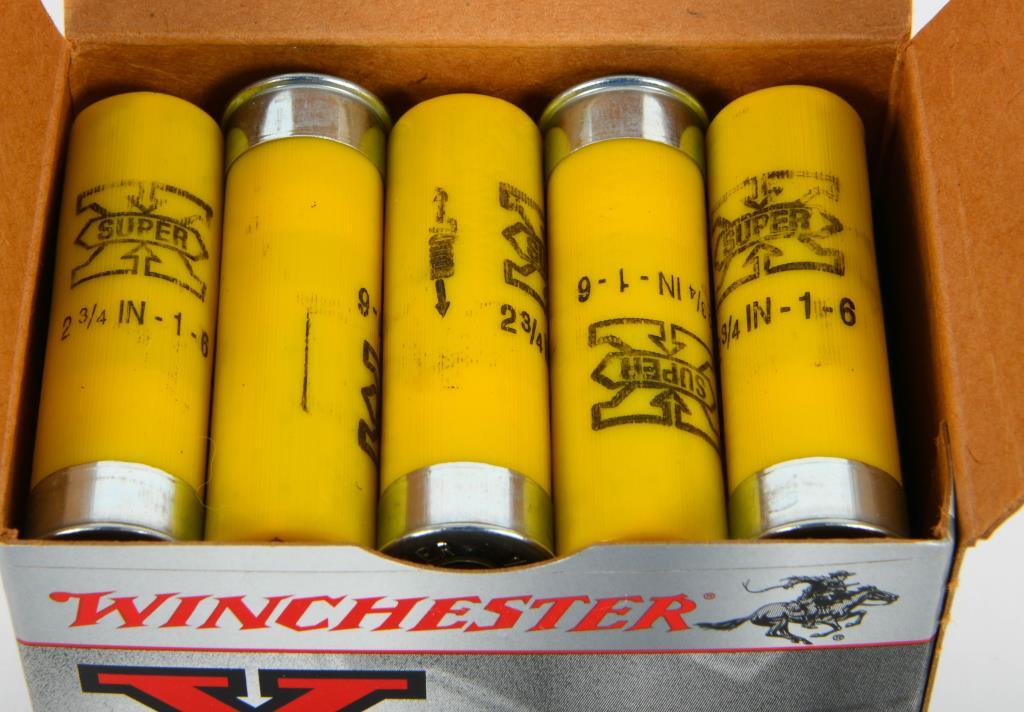 SUPER
2 3/4 IN - 1 - 6
2 3/4
SUPER
3/4 IN - 1 - 6
SUPER
3/4 IN - 1 - 6
WINCHESTER®
X